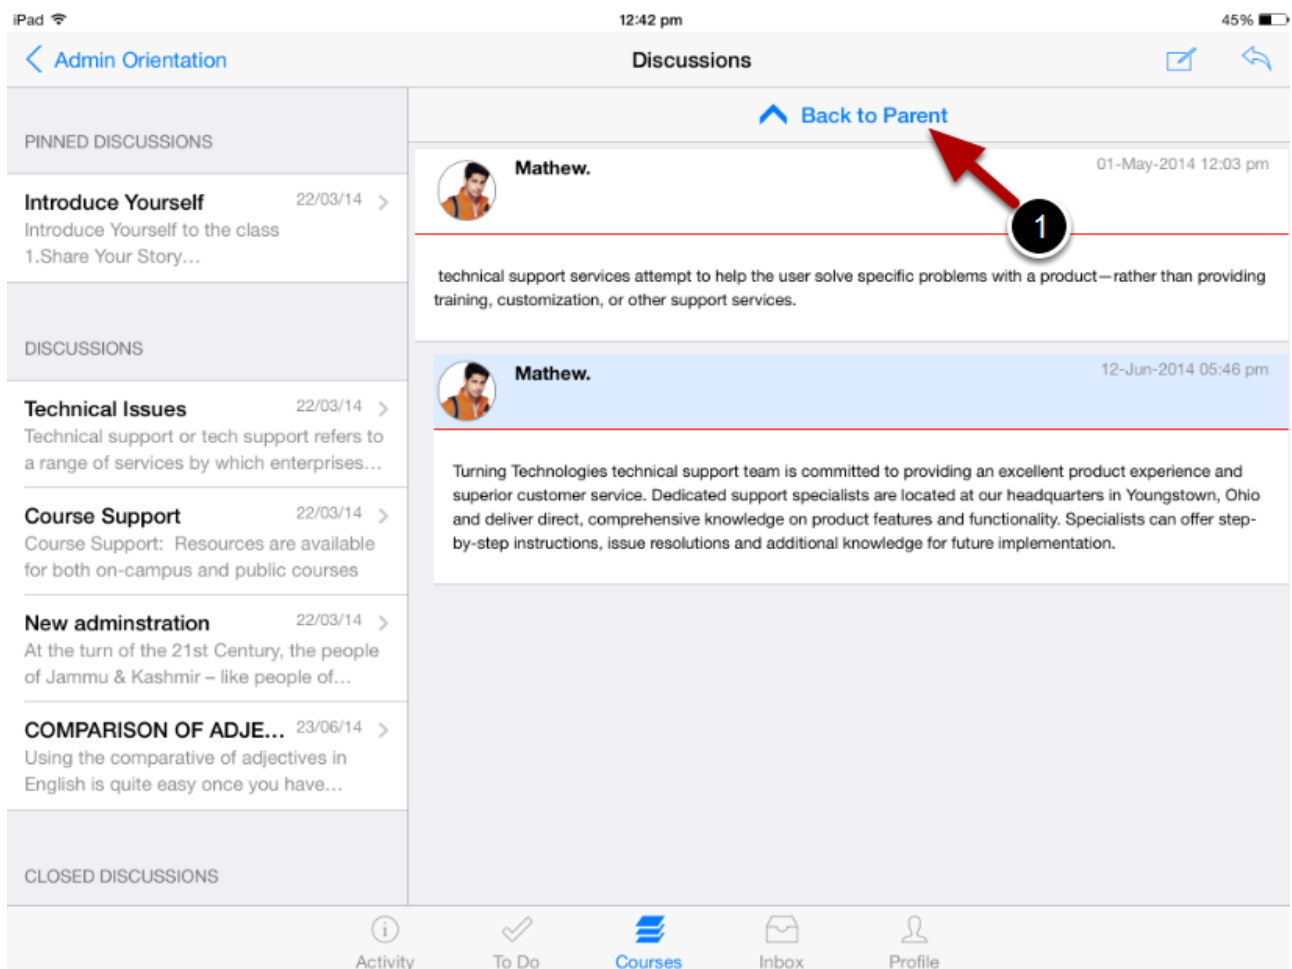 iPad 12:42 pm 45%
Admin Orientation Discussions
PINNED DISCUSSIONS
Introduce Yourself 22/03/14
Introduce Yourself to the class
1.Share Your Story...
DISCUSSIONS
Technical Issues 22/03/14
Technical support or tech support refers to
a range of services by which enterprises...
Course Support 22/03/14
Course Support:  Resources are available
for both on-campus and public courses
New adminstration 22/03/14
At the turn of the 21st Century, the people
of Jammu & Kashmir – like people of...
COMPARISON OF ADJE... 23/06/14
Using the comparative of adjectives in
English is quite easy once you have...
CLOSED DISCUSSIONS
Back to Parent
1
Mathew. 01-May-2014 12:03 pm
technical support services attempt to help the user solve specific problems with a product—rather than providing
training, customization, or other support services.
Mathew. 12-Jun-2014 05:46 pm
Turning Technologies technical support team is committed to providing an excellent product experience and
superior customer service. Dedicated support specialists are located at our headquarters in Youngstown, Ohio
and deliver direct, comprehensive knowledge on product features and functionality. Specialists can offer step-
by-step instructions, issue resolutions and additional knowledge for future implementation.
Activity To Do Courses Inbox Profile